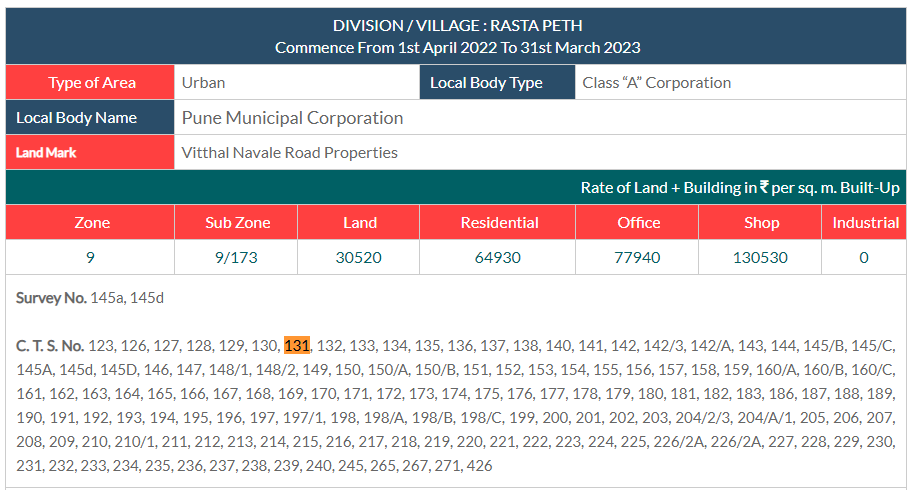 DIVISION / VILLAGE : RASTA PETH
Commence From 1st April 2022 To 31st March 2023
Type of Area Urban Local Body Type Class “A” Corporation
Local Body Name Pune Municipal Corporation
Land Mark Vitthal Navale Road Properties
Rate of Land + Building in ₹ per sq. m. Built-Up
Zone Sub Zone Land Residential Office Shop Industrial
9 9/173 30520 64930 77940 130530 0
Survey No. 145a, 145d
C. T. S. No. 123, 126, 127, 128, 129, 130, 131, 132, 133, 134, 135, 136, 137, 138, 140, 141, 142, 142/3, 142/A, 143, 144, 145/B, 145/C,
145A, 145d, 145D, 146, 147, 148/1, 148/2, 149, 150, 150/A, 150/B, 151, 152, 153, 154, 155, 156, 157, 158, 159, 160/A, 160/B, 160/C,
161, 162, 163, 164, 165, 166, 167, 168, 169, 170, 171, 172, 173, 174, 175, 176, 177, 178, 179, 180, 181, 182, 183, 186, 187, 188, 189,
190, 191, 192, 193, 194, 195, 196, 197, 197/1, 198, 198/A, 198/B, 198/C, 199, 200, 201, 202, 203, 204/2/3, 204/A/1, 205, 206, 207,
208, 209, 210, 210/1, 211, 212, 213, 214, 215, 216, 217, 218, 219, 220, 221, 222, 223, 224, 225, 226/2A, 226/2A, 227, 228, 229, 230,
231, 232, 233, 234, 235, 236, 237, 238, 239, 240, 245, 265, 267, 271, 426